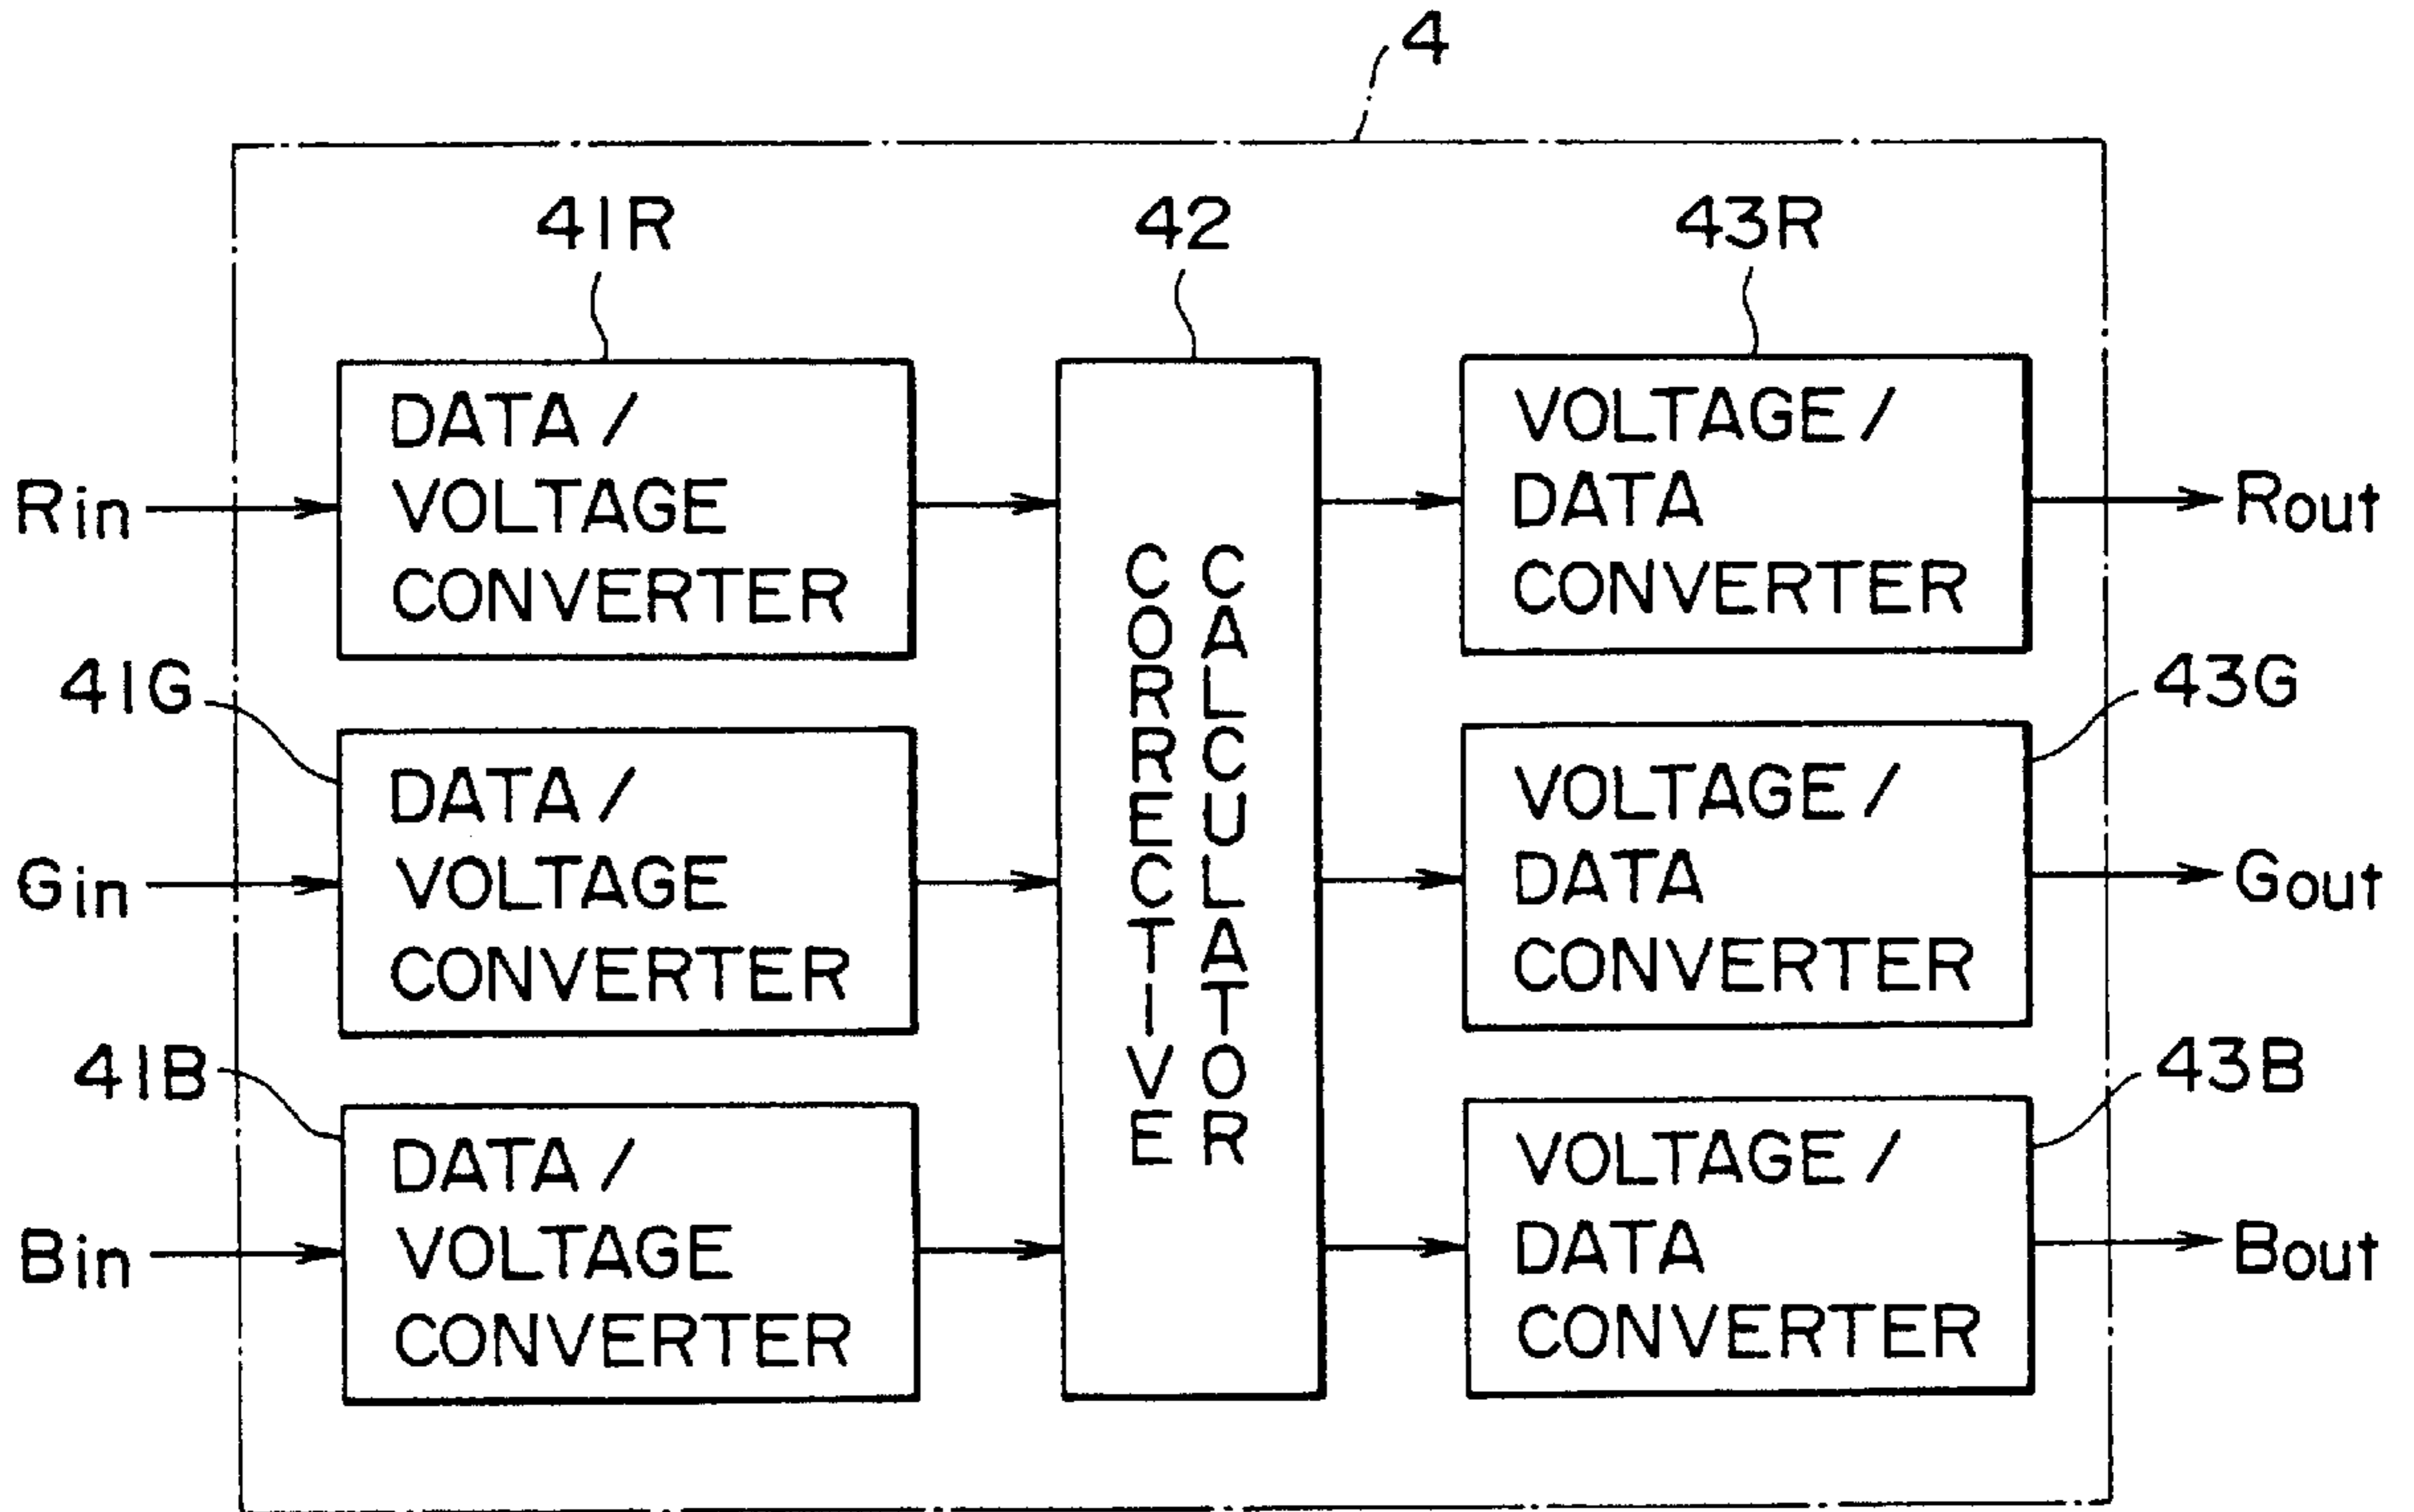 4
41R
42
43R
DATA /
VOLTAGE
CONVERTER
VOLTAGE /
DATA
CONVERTER
Rin
Rout
CORRECTIVE
CALCULATOR
41G
43G
DATA /
VOLTAGE
CONVERTER
VOLTAGE /
DATA
CONVERTER
Gin
Gout
41B
43B
DATA /
VOLTAGE
CONVERTER
VOLTAGE /
DATA
CONVERTER
Bin
Bout